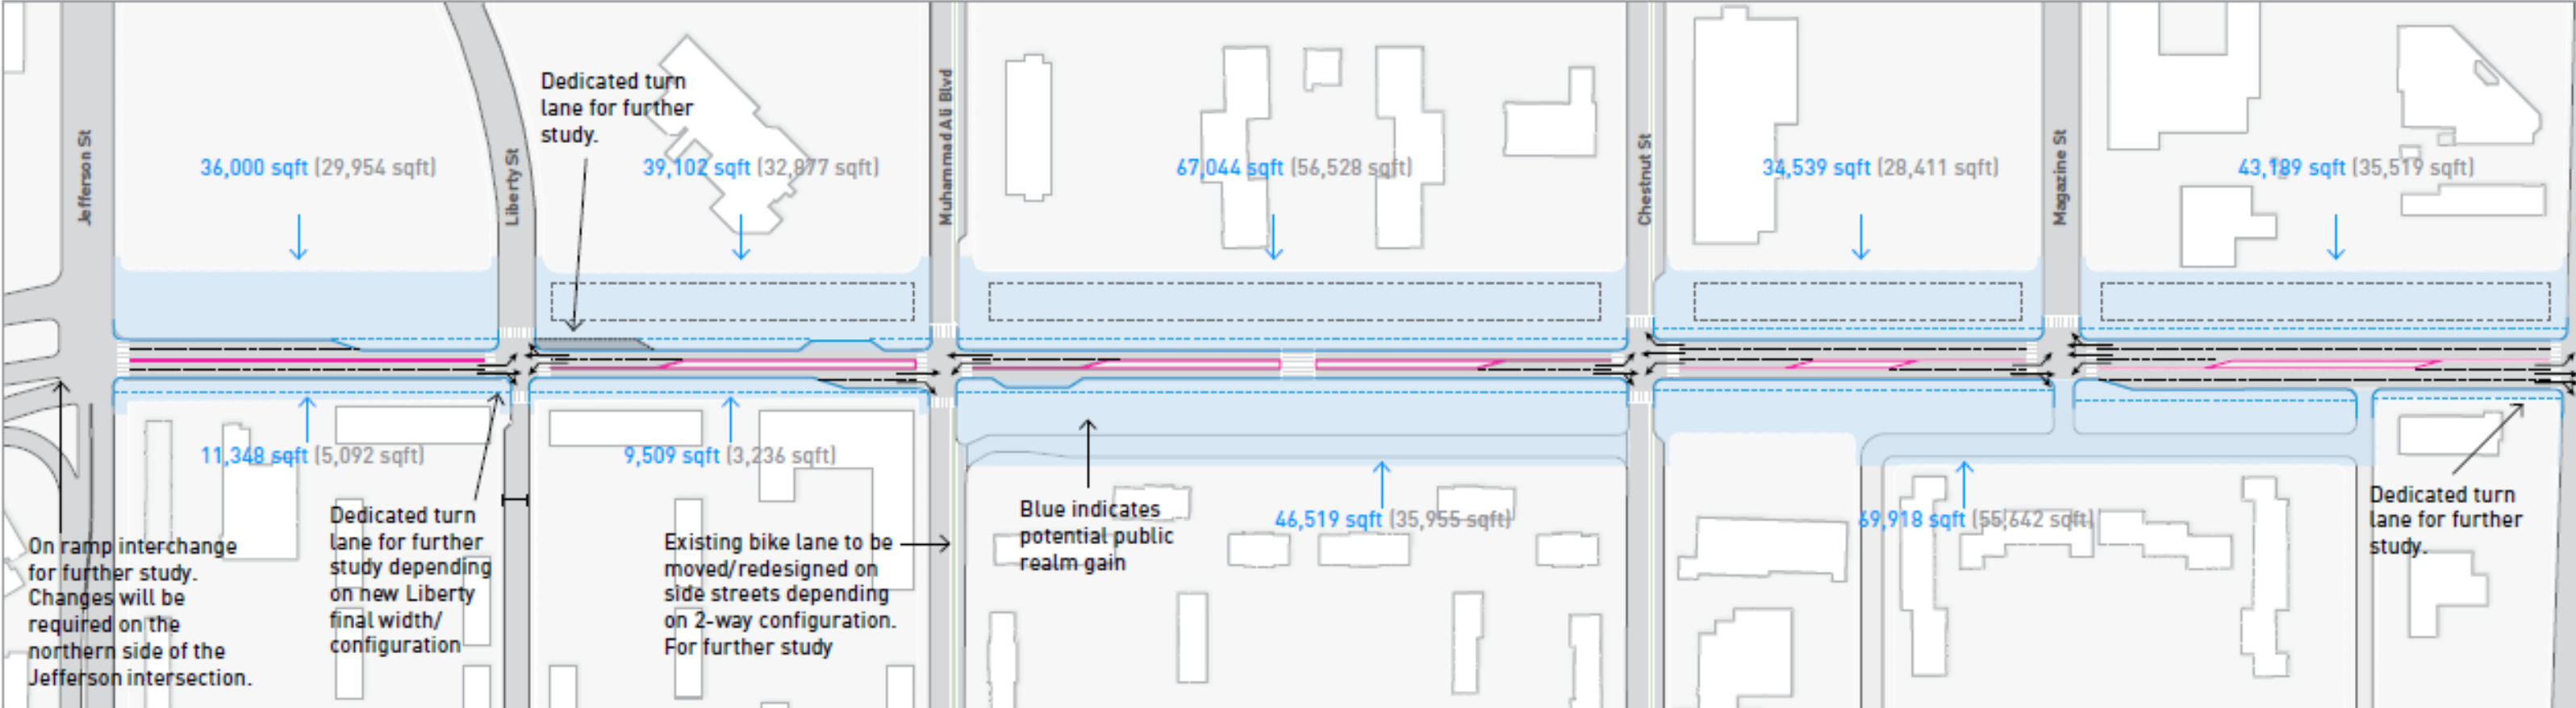 Jefferson St
36,000 sqft (29,954 sqft)
Liberty St
Dedicated turn
lane for further
study.
39,102 sqft (32,877 sqft)
Muhammad Ali Blvd
67,044 sqft (56,528 sqft)
Chestnut St
34,539 sqft (28,411 sqft)
Magazine St
43,189 sqft (35,519 sqft)
11,348 sqft (5,092 sqft)
9,509 sqft (3,236 sqft)
46,519 sqft (35,955 sqft)
69,918 sqft (55,642 sqft)
On ramp interchange
for further study.
Changes will be
required on the
northern side of the
Jefferson intersection.
Dedicated turn
lane for further
study depending
on new Liberty
final width/
configuration
Existing bike lane to be
moved/redesigned on
side streets depending
on 2-way configuration.
For further study
Blue indicates
potential public
realm gain
Dedicated turn
lane for further
study.